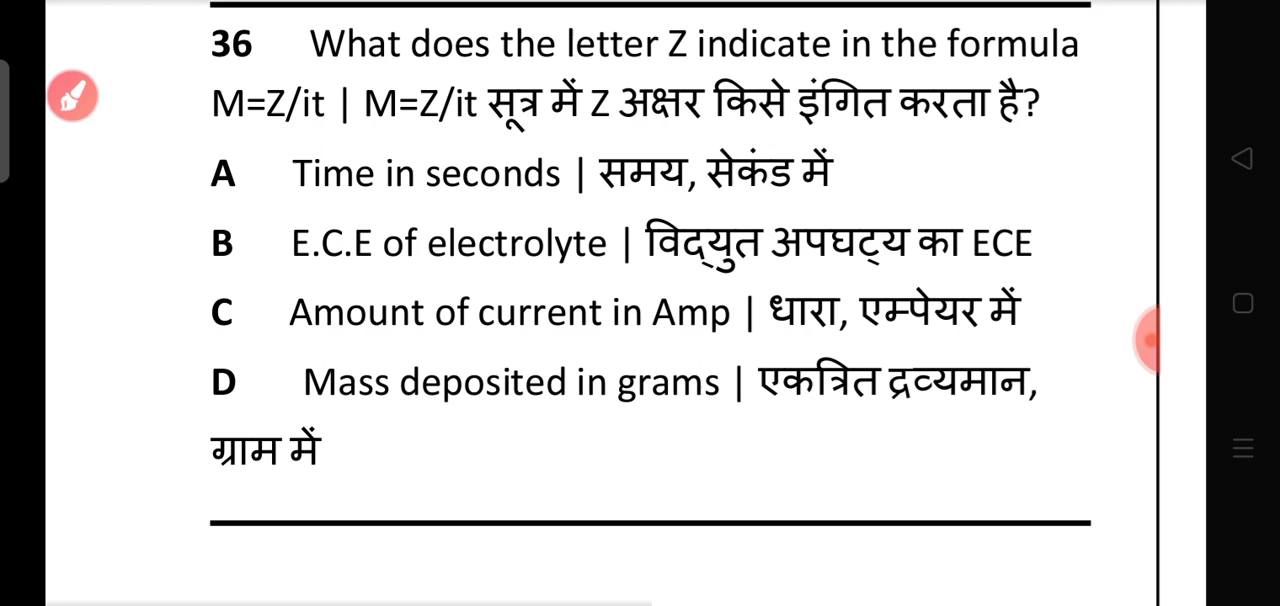 36 What does the letter Z indicate in the formula
M=Z/it | M=Z/it सूत्र में Z अक्षर किसे इंगित करता है?
A Time in seconds | समय, सेकंड में
B E.C.E of electrolyte | विद्युत अपघट्य का ECE
C Amount of current in Amp | धारा, एम्पेयर में
D Mass deposited in grams | एकत्रित द्रव्यमान,
ग्राम में